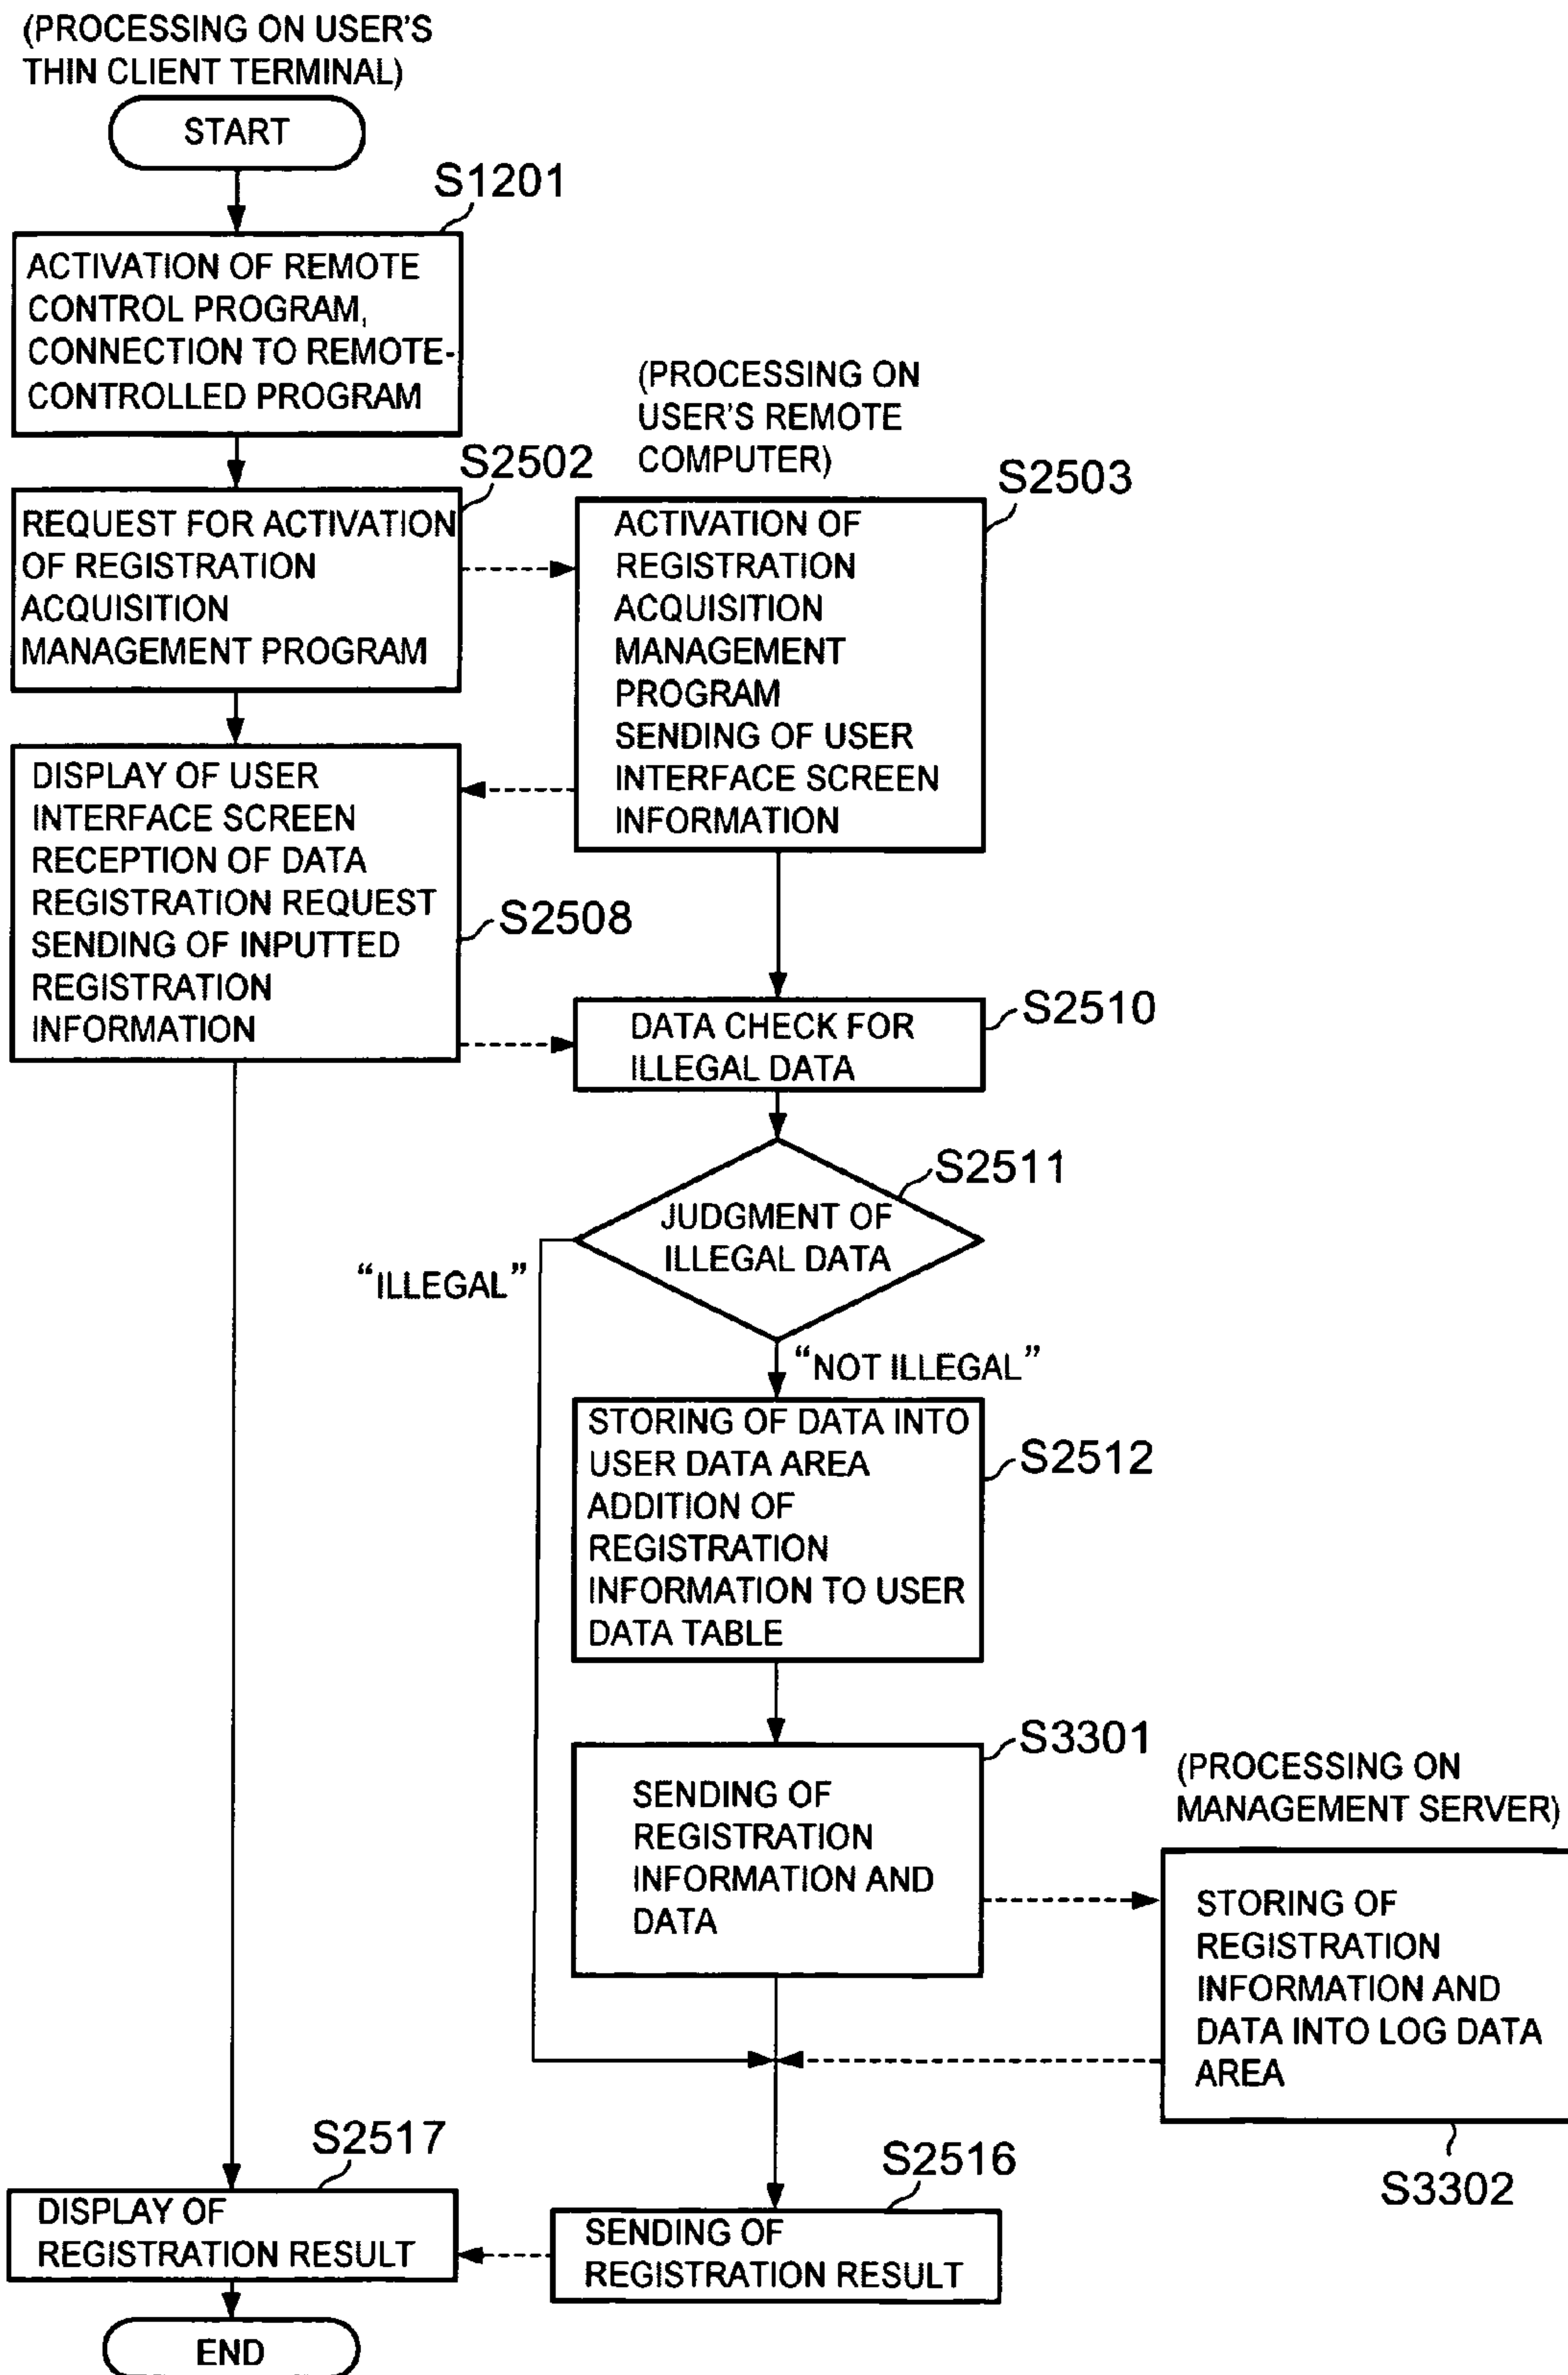 (PROCESSING ON USER'S
THIN CLIENT TERMINAL)
START
S1201
ACTIVATION OF REMOTE
CONTROL PROGRAM,
CONNECTION TO REMOTE-
CONTROLLED PROGRAM
S2502
REQUEST FOR ACTIVATION
OF REGISTRATION
ACQUISITION
MANAGEMENT PROGRAM
(PROCESSING ON
USER'S REMOTE
COMPUTER)
S2503
ACTIVATION OF
REGISTRATION
ACQUISITION
MANAGEMENT
PROGRAM
SENDING OF USER
INTERFACE SCREEN
INFORMATION
DISPLAY OF USER
INTERFACE SCREEN
RECEPTION OF DATA
REGISTRATION REQUEST
SENDING OF INPUTTED
REGISTRATION
INFORMATION
S2508
DATA CHECK FOR
ILLEGAL DATA
S2510
JUDGMENT OF
ILLEGAL DATA
S2511
“ILLEGAL”
“NOT ILLEGAL”
STORING OF DATA INTO
USER DATA AREA
ADDITION OF
REGISTRATION
INFORMATION TO USER
DATA TABLE
S2512
SENDING OF
REGISTRATION
INFORMATION AND
DATA
S3301
(PROCESSING ON
MANAGEMENT SERVER)
STORING OF
REGISTRATION
INFORMATION AND
DATA INTO LOG DATA
AREA
S3302
S2516
SENDING OF
REGISTRATION RESULT
S2517
DISPLAY OF
REGISTRATION RESULT
END